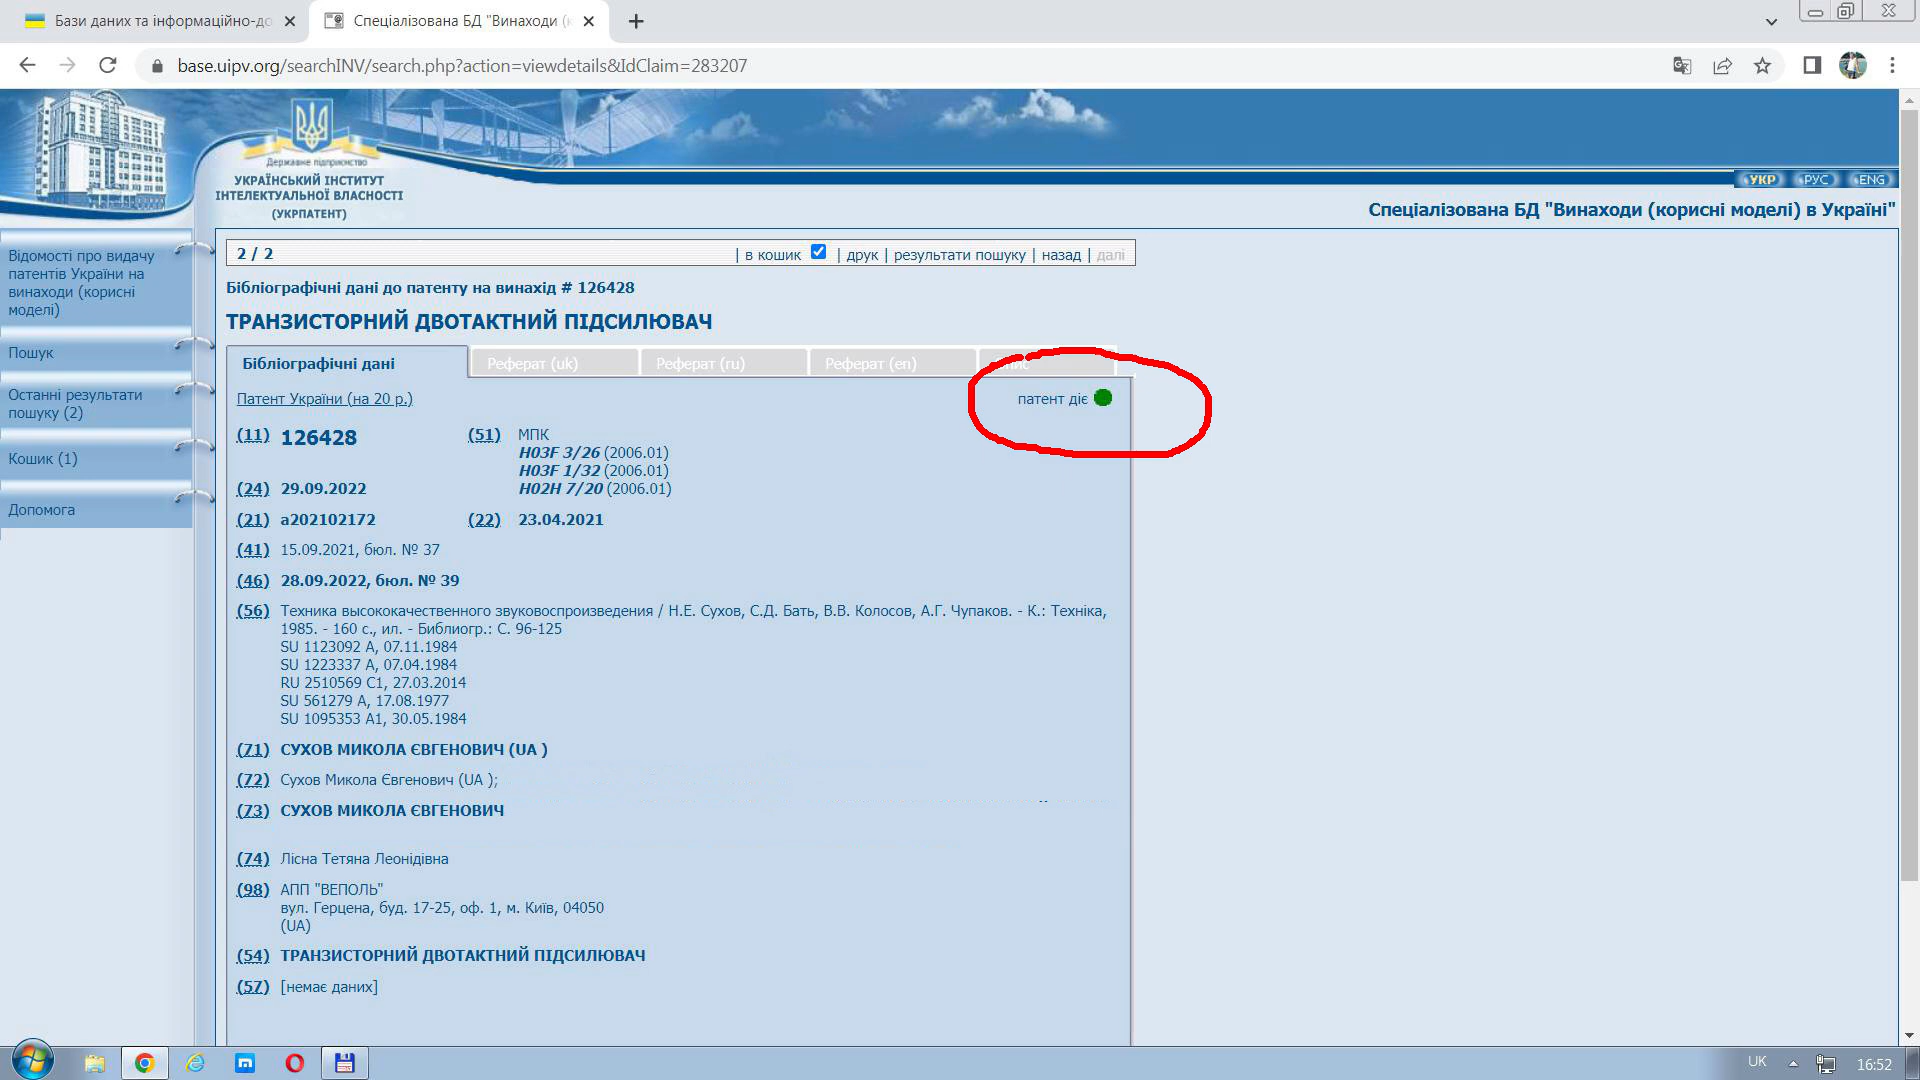 Бази даних та інформаційно-до
Спеціалізована БД "Винаходи (к
base.uipv.org/searchINV/search.php?action=viewdetails&IdClaim=283207
Державне підприємство
УКРАЇНСЬКИЙ ІНСТИТУТ
ІНТЕЛЕКТУАЛЬНОЇ ВЛАСНОСТІ
(УКРПАТЕНТ)
УКР РУС ENG
Спеціалізована БД "Винаходи (корисні моделі) в Україні"
Відомості про видачу
патентів України на
винаходи (корисні
моделі)
Пошук
Останні результати
пошуку (2)
Кошик (1)
Допомога
2 / 2 | в кошик | друк | результати пошуку | назад | далі
Бібліографічні дані до патенту на винахід # 126428
ТРАНЗИСТОРНИЙ ДВОТАКТНИЙ ПІДСИЛЮВАЧ
Бібліографічні дані Реферат (uk) Реферат (ru) Реферат (en)
Патент України (на 20 р.) патент діє
(11) 126428 (51) МПК
H03F 3/26 (2006.01)
H03F 1/32 (2006.01)
(24) 29.09.2022 H02H 7/20 (2006.01)
(21) a202102172 (22) 23.04.2021
(41) 15.09.2021, бюл. № 37
(46) 28.09.2022, бюл. № 39
(56) Техника высококачественного звуковоспроизведения / Н.Е. Сухов, С.Д. Бать, В.В. Колосов, А.Г. Чупаков. - К.: Техніка,
1985. - 160 с., ил. - Библиогр.: С. 96-125
SU 1123092 A, 07.11.1984
SU 1223337 A, 07.04.1984
RU 2510569 C1, 27.03.2014
SU 561279 A, 17.08.1977
SU 1095353 A1, 30.05.1984
(71) СУХОВ МИКОЛА ЄВГЕНОВИЧ (UA )
(72) Сухов Микола Євгенович (UA );
(73) СУХОВ МИКОЛА ЄВГЕНОВИЧ
(74) Лісна Тетяна Леонідівна
(98) АПП "ВЕПОЛЬ"
вул. Герцена, буд. 17-25, оф. 1, м. Київ, 04050
(UA)
(54) ТРАНЗИСТОРНИЙ ДВОТАКТНИЙ ПІДСИЛЮВАЧ
(57) [немає даних]
UK 16:52